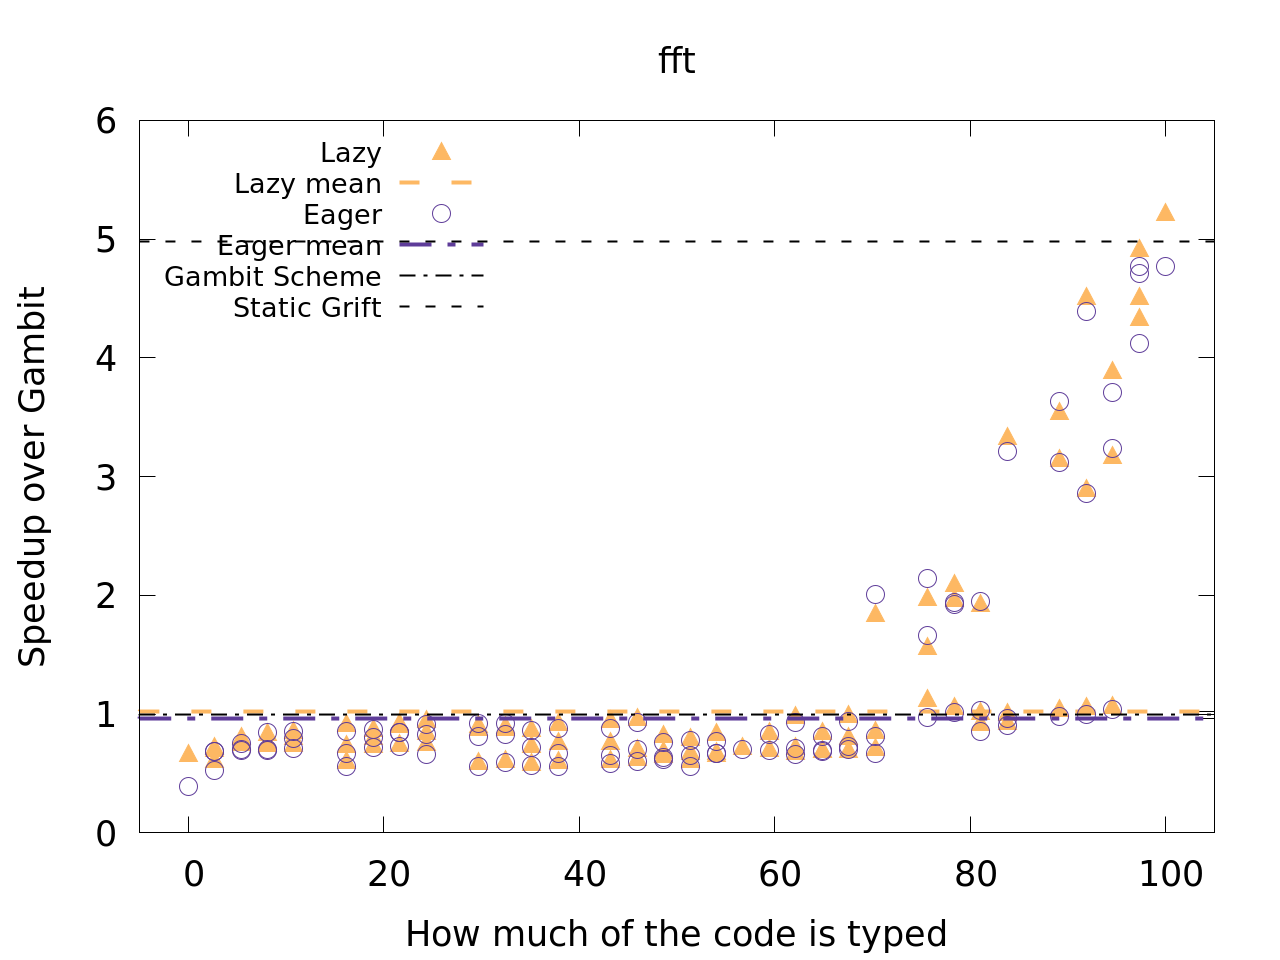 fft
Speedup over Gambit
6
5
4
3
2
1
0
Lazy
Lazy mean
Eager
Eager mean
Gambit Scheme
Static Grift
0 20 40 60 80 100
How much of the code is typed